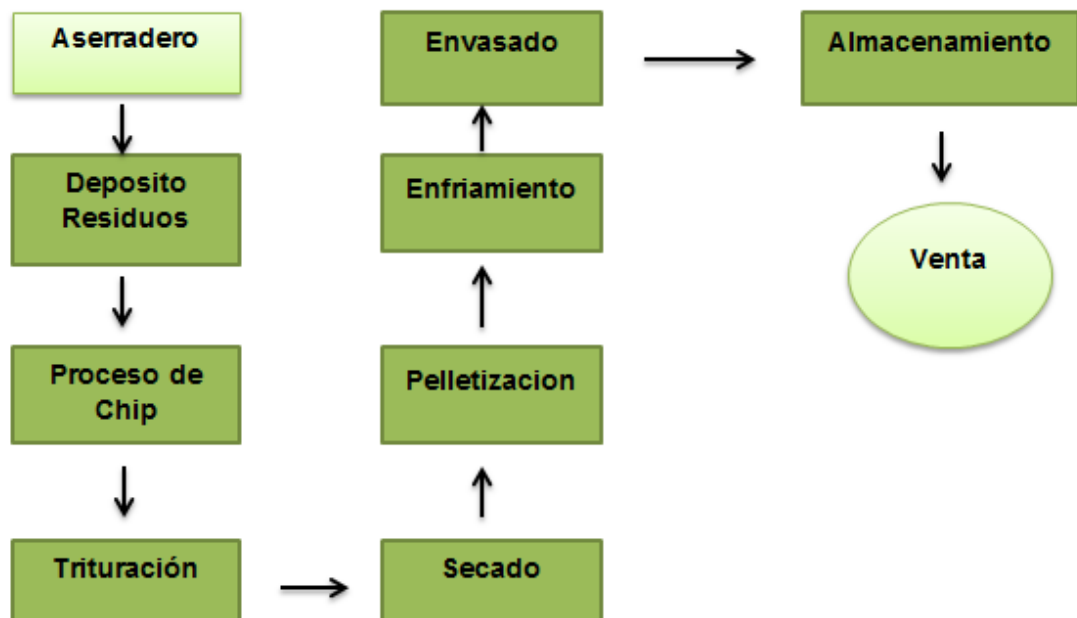 Aserradero
Deposito
Residuos
Proceso de
Chip
Trituración
Secado
Pelletizacion
Enfriamiento
Envasado
Almacenamiento
Venta